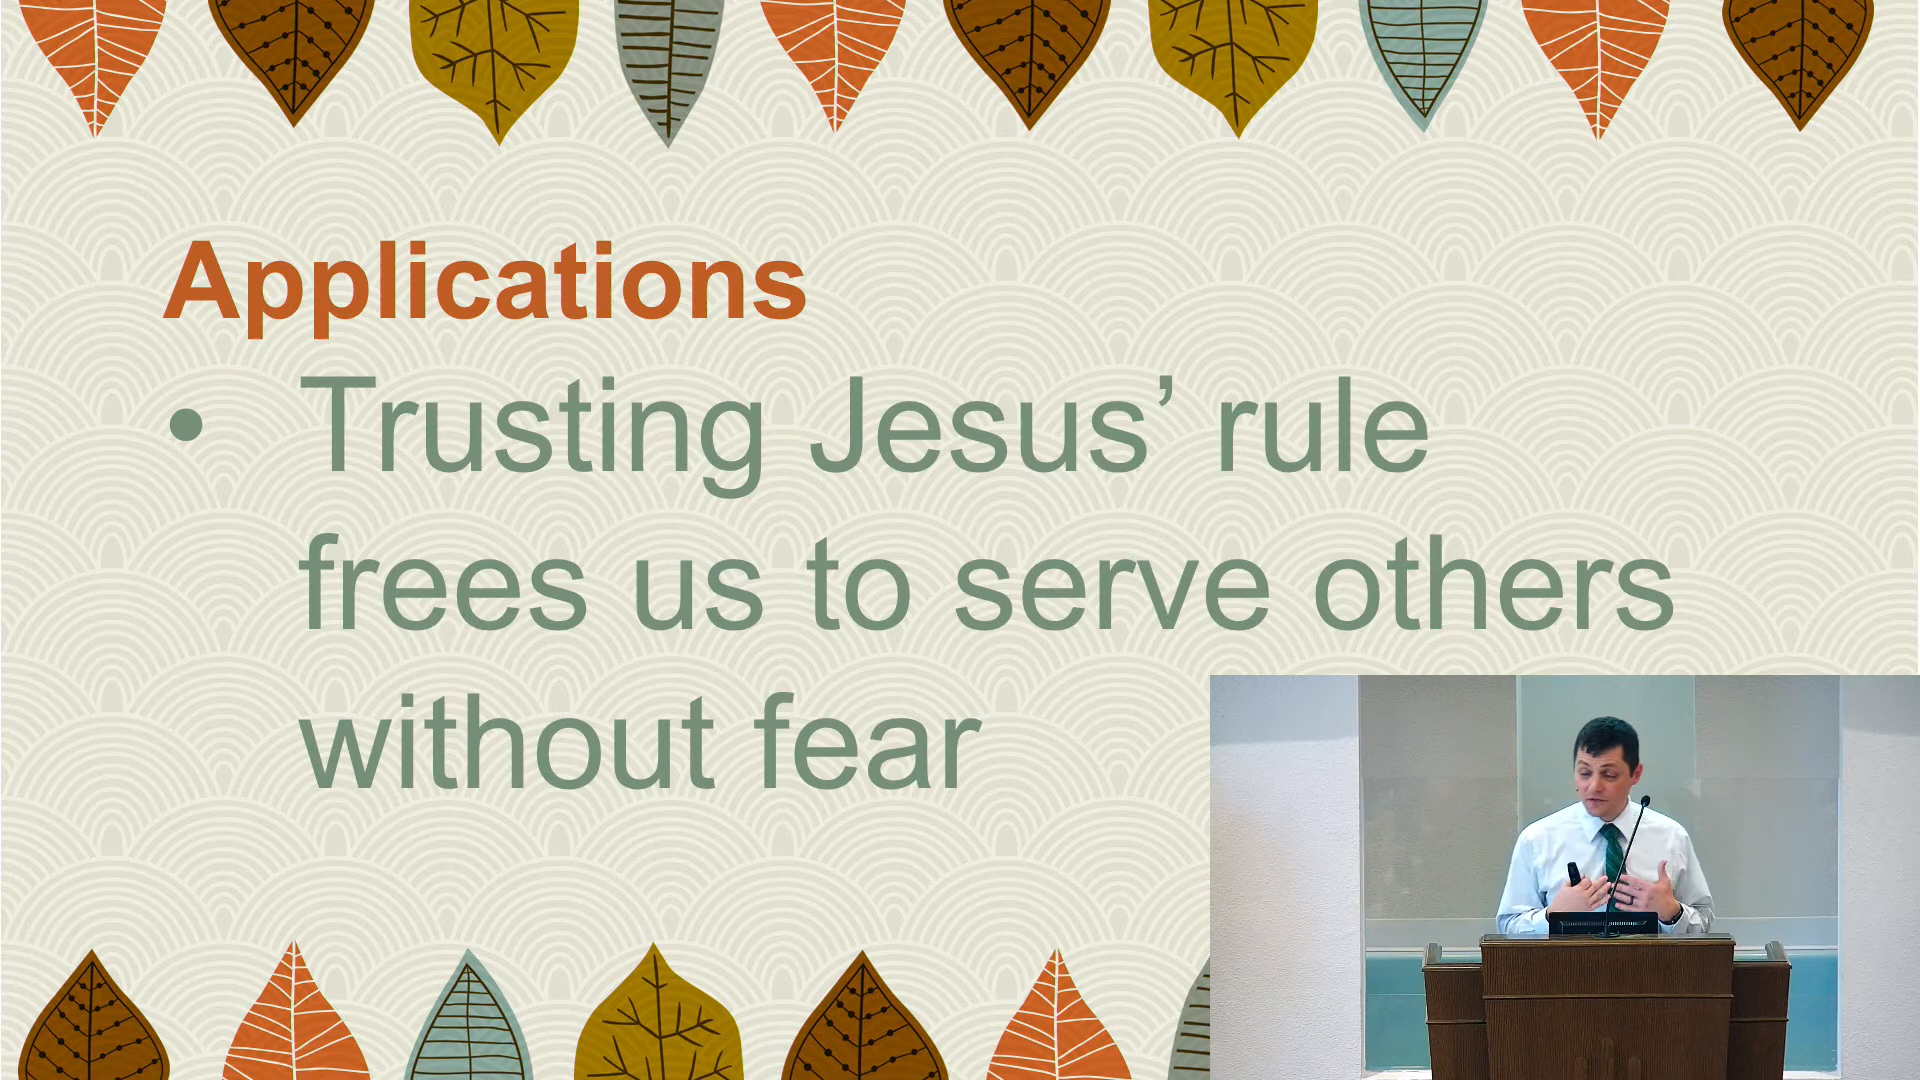 Applications
• Trusting Jesus’ rule
frees us to serve others
without fear